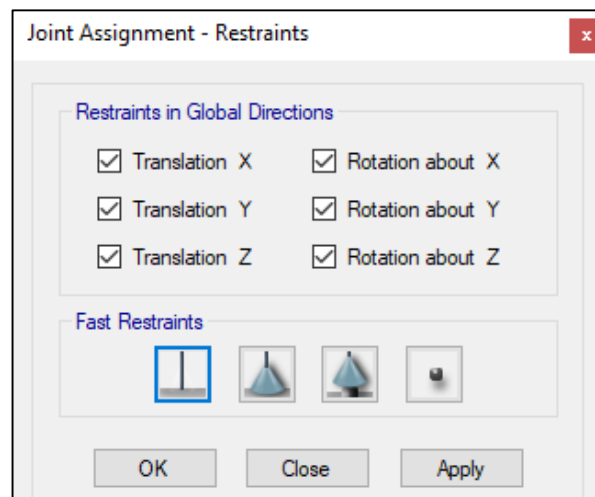 Joint Assignment - Restraints
x
Restraints in Global Directions
Translation X
Rotation about X
Translation Y
Rotation about Y
Translation Z
Rotation about Z
Fast Restraints
OK
Close
Apply